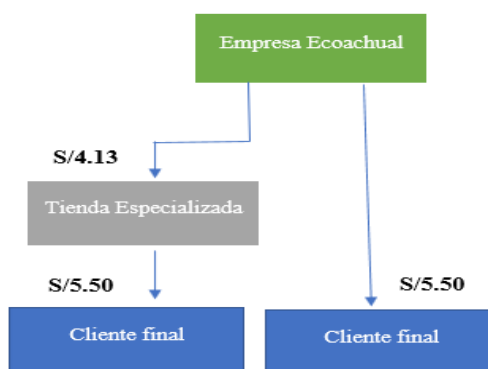 Empresa Ecoachual
S/4.13
Tienda Especializada
S/5.50
S/5.50
Cliente final
Cliente final